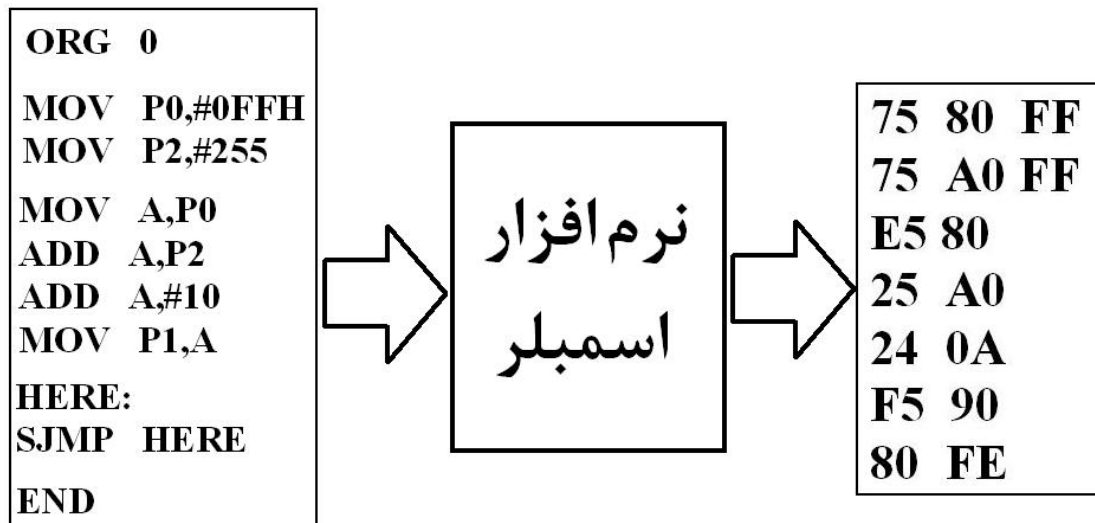 ORG 0
MOV P0,#0FFH
MOV P2,#255
MOV A,P0
ADD A,P2
ADD A,#10
MOV P1,A
HERE:
SJMP HERE
END
نرم افزار
اسمبلر
75 80 FF
75 A0 FF
E5 80
25 A0
24 0A
F5 90
80 FE